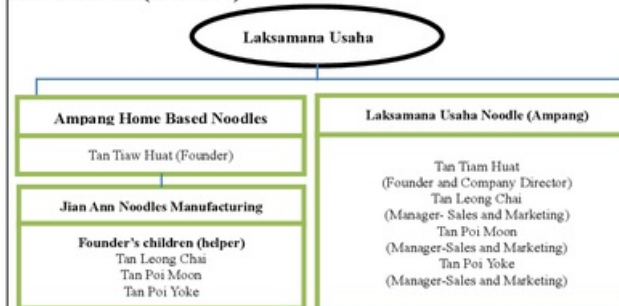 Laksamana Usaha
Ampang Home Based Noodles
Tan Tiaw Huat (Founder)
Jian Ann Noodles Manufacturing
Founder's children (helper)
Tan Leong Chai
Tan Poi Moon
Tan Poi Yoke
Laksamana Usaha Noodle (Ampang)
Tan Tiam Huat
(Founder and Company Director)
Tan Leong Chai
(Manager- Sales and Marketing)
Tan Poi Moon
(Manager-Sales and Marketing)
Tan Poi Yoke
(Manager-Sales and Marketing)